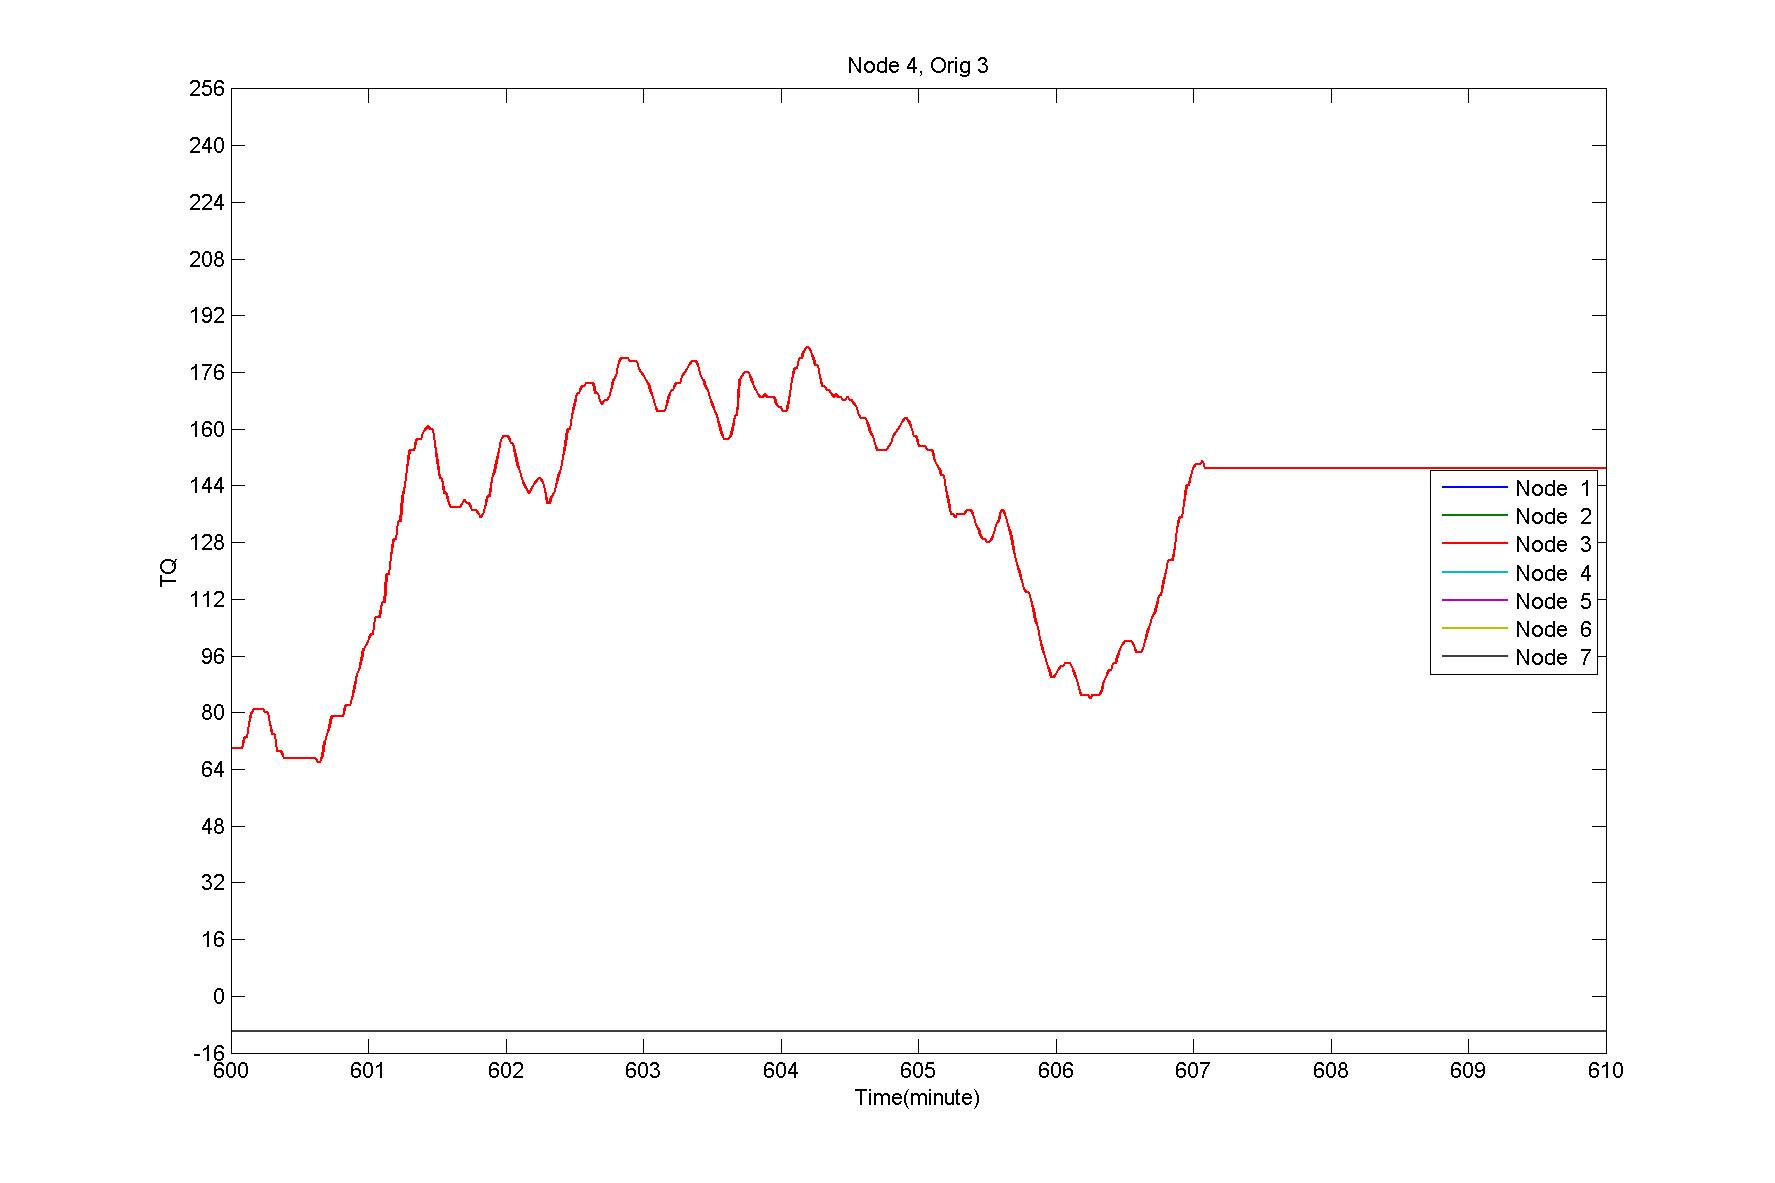 Node 4, Orig 3
256
240
224
208
192
176
160
144
128
112
96
80
64
48
32
16
0
-16
TQ
Node 1
Node 2
Node 3
Node 4
Node 5
Node 6
Node 7
600 601 602 603 604 605 606 607 608 609 610
Time(minute)